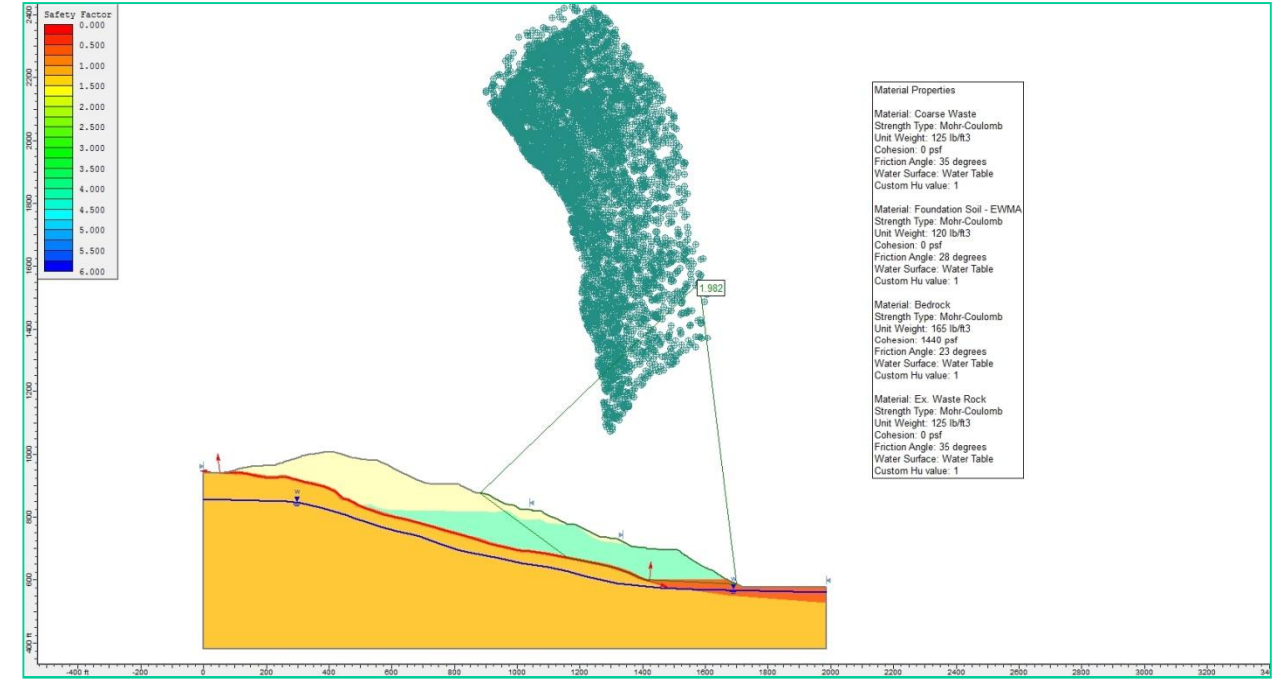 Safety Factor
0.000
0.500
1.000
1.500
2.000
2.500
3.000
3.500
4.000
4.500
5.000
5.500
6.000
2400
2200
2000
1800
1600
1400
1200
1000
800
600
400 ft
1.982
Material Properties
Material: Coarse Waste
Strength Type: Mohr-Coulomb
Unit Weight: 125 lb/ft3
Cohesion: 0 psf
Friction Angle: 35 degrees
Water Surface: Water Table
Custom Hu value: 1
Material: Foundation Soil - EWMA
Strength Type: Mohr-Coulomb
Unit Weight: 120 lb/ft3
Cohesion: 0 psf
Friction Angle: 28 degrees
Water Surface: Water Table
Custom Hu value: 1
Material: Bedrock
Strength Type: Mohr-Coulomb
Unit Weight: 165 lb/ft3
Cohesion: 1440 psf
Friction Angle: 23 degrees
Water Surface: Water Table
Custom Hu value: 1
Material: Ex. Waste Rock
Strength Type: Mohr-Coulomb
Unit Weight: 125 lb/ft3
Cohesion: 0 psf
Friction Angle: 35 degrees
Water Surface: Water Table
Custom Hu value: 1
W
W
-400 ft -200 0 200 400 600 800 1000 1200 1400 1600 1800 2000 2200 2400 2600 2800 3000 3200 34